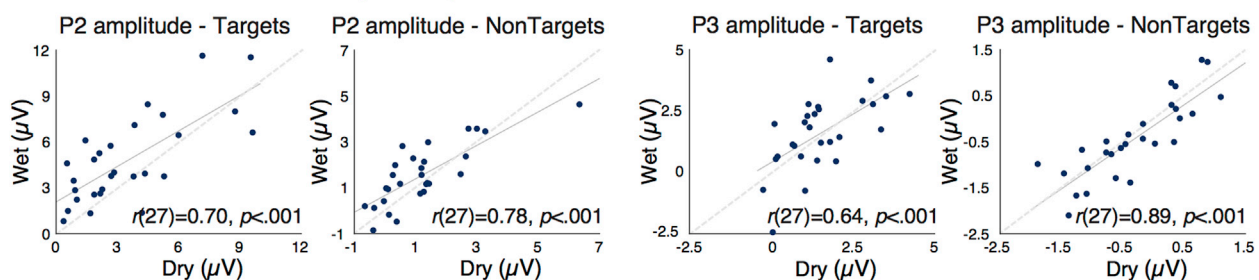 P2 amplitude - Targets
Wet (µV)
12
9
6
3
0
r(27)=0.70, p<.001
0 3 6 9 12
Dry (µV)
P2 amplitude - NonTargets
Wet (µV)
7
5
3
1
-1
r(27)=0.78, p<.001
-1 1 3 5 7
Dry (µV)
P3 amplitude - Targets
Wet (µV)
5
2.5
0
-2.5
r(27)=0.64, p<.001
-2.5 0 2.5 5
Dry (µV)
P3 amplitude - NonTargets
Wet (µV)
1.5
0.5
-0.5
-1.5
-2.5
r(27)=0.89, p<.001
-2.5 -1.5 -0.5 0.5 1.5
Dry (µV)